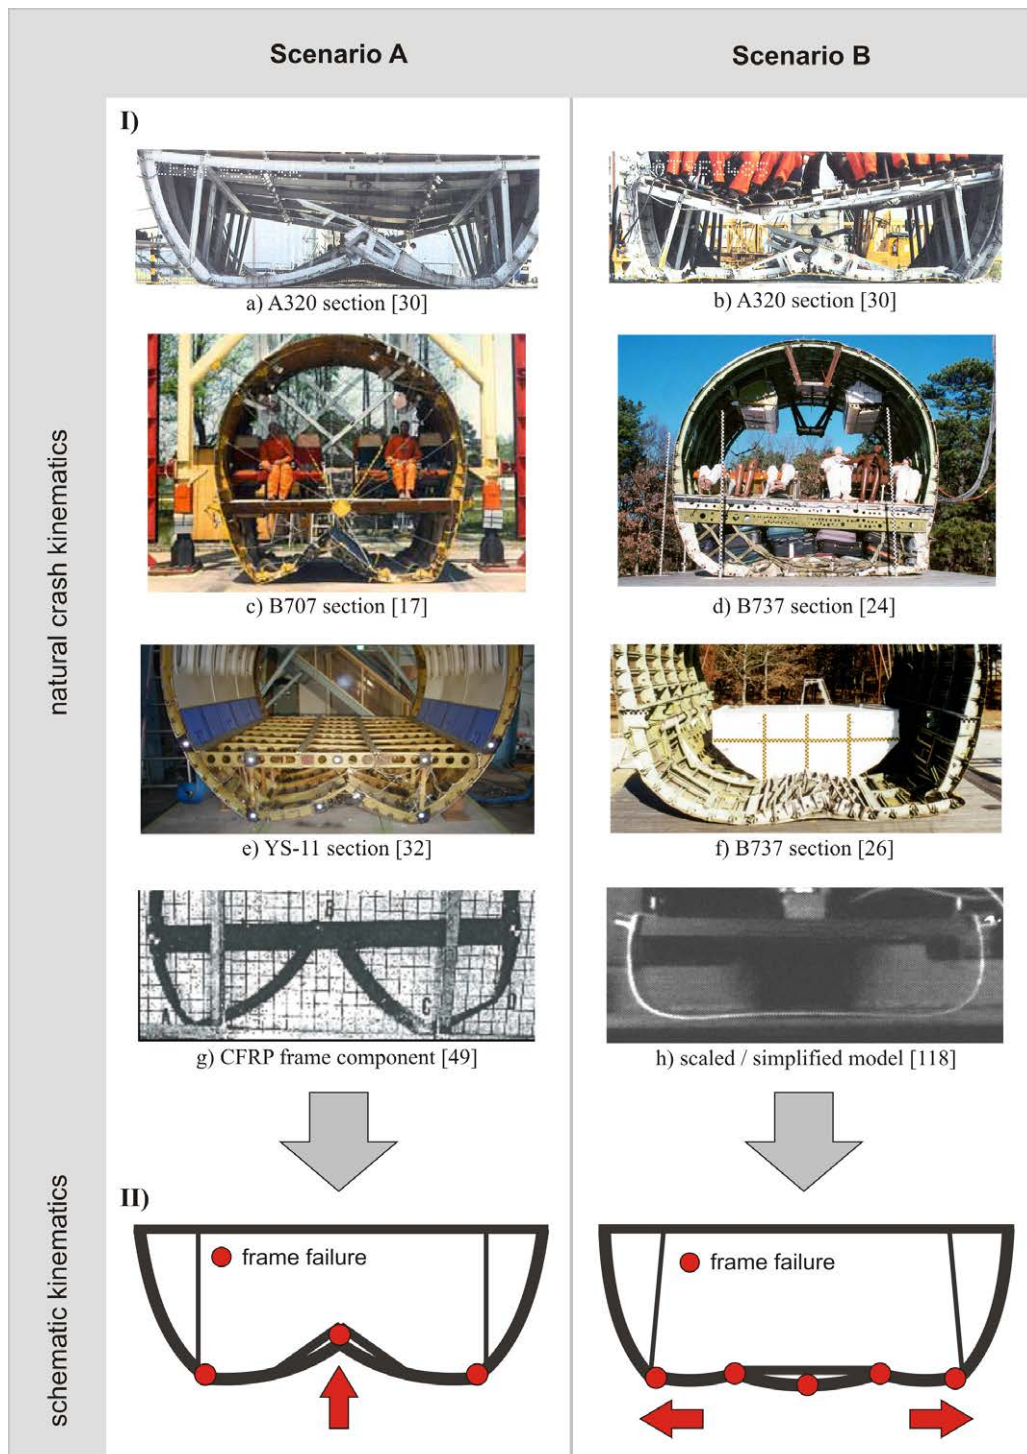 Scenario A
Scenario B
natural crash kinematics
I)
a) A320 section [30]
b) A320 section [30]
c) B707 section [17]
d) B737 section [24]
e) YS-11 section [32]
f) B737 section [26]
A
B
C
D
g) CFRP frame component [49]
h) scaled / simplified model [118]
schematic kinematics
II)
frame failure
frame failure